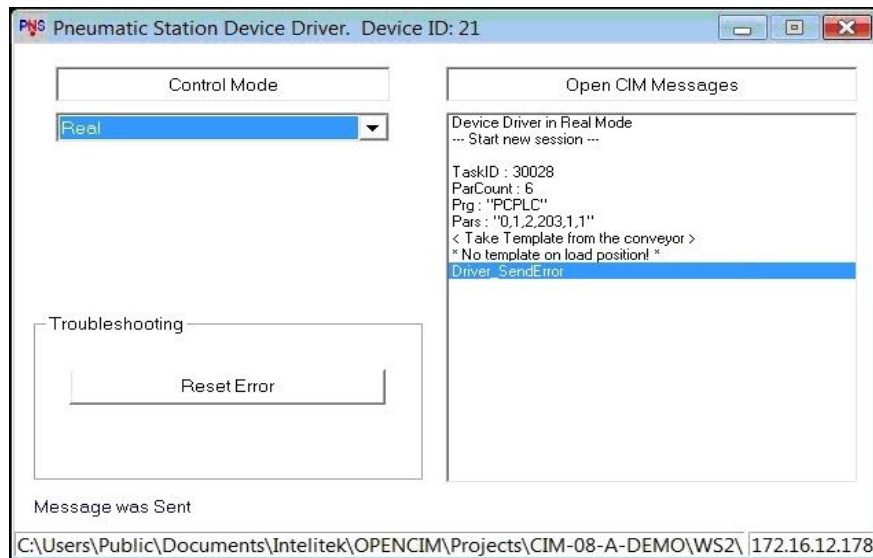 PNS Pneumatic Station Device Driver. Device ID: 21
Control Mode
Real
Open CIM Messages
Device Driver in Real Mode
--- Start new session ---
TaskID : 30028
ParCount : 6
Prg : "PCPLC"
Pars : "0,1,2,203,1,1"
< Take Template from the conveyor >
* No template on load position! *
Driver_SendError
Troubleshooting
Reset Error
Message was Sent
C:\Users\Public\Documents\Intelitek\OPENCIM\Projects\CIM-08-A-DEMO\WS2\ 172.16.12.178